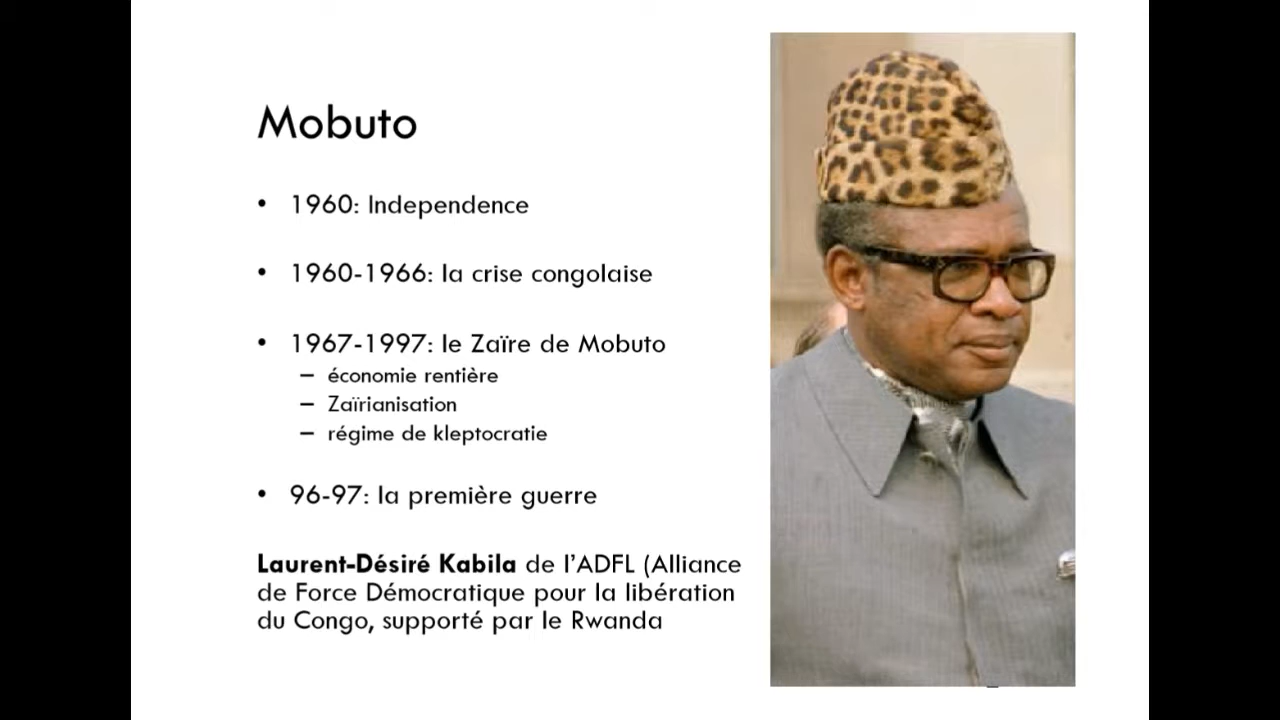 Mobuto
• 1960: Independence
• 1960-1966: la crise congolaise
• 1967-1997: le Zaïre de Mobuto
– économie rentière
– Zaïrianisation
– régime de kleptocratie
• 96-97: la première guerre
Laurent-Désiré Kabila de l’ADFL (Alliance
de Force Démocratique pour la libération
du Congo, supporté par le Rwanda